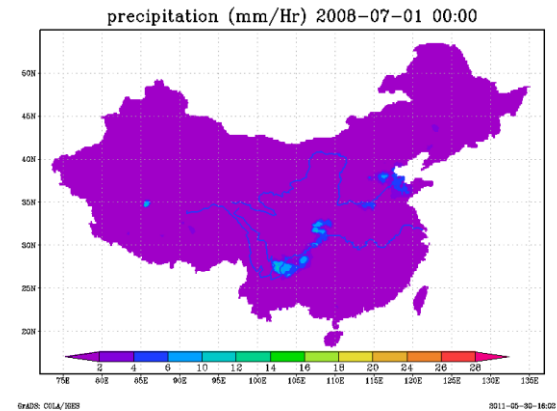 precipitation (mm/Hr) 2008-07-01 00:00
50N
45N
40N
35N
30N
25N
20N
2 4 6 8 10 12 14 16 18 20 24 26 28
75E 80E 85E 90E 95E 100E 105E 110E 115E 120E 125E 130E 135E
GrADS: COLA/IGES
2011-05-30-16:02